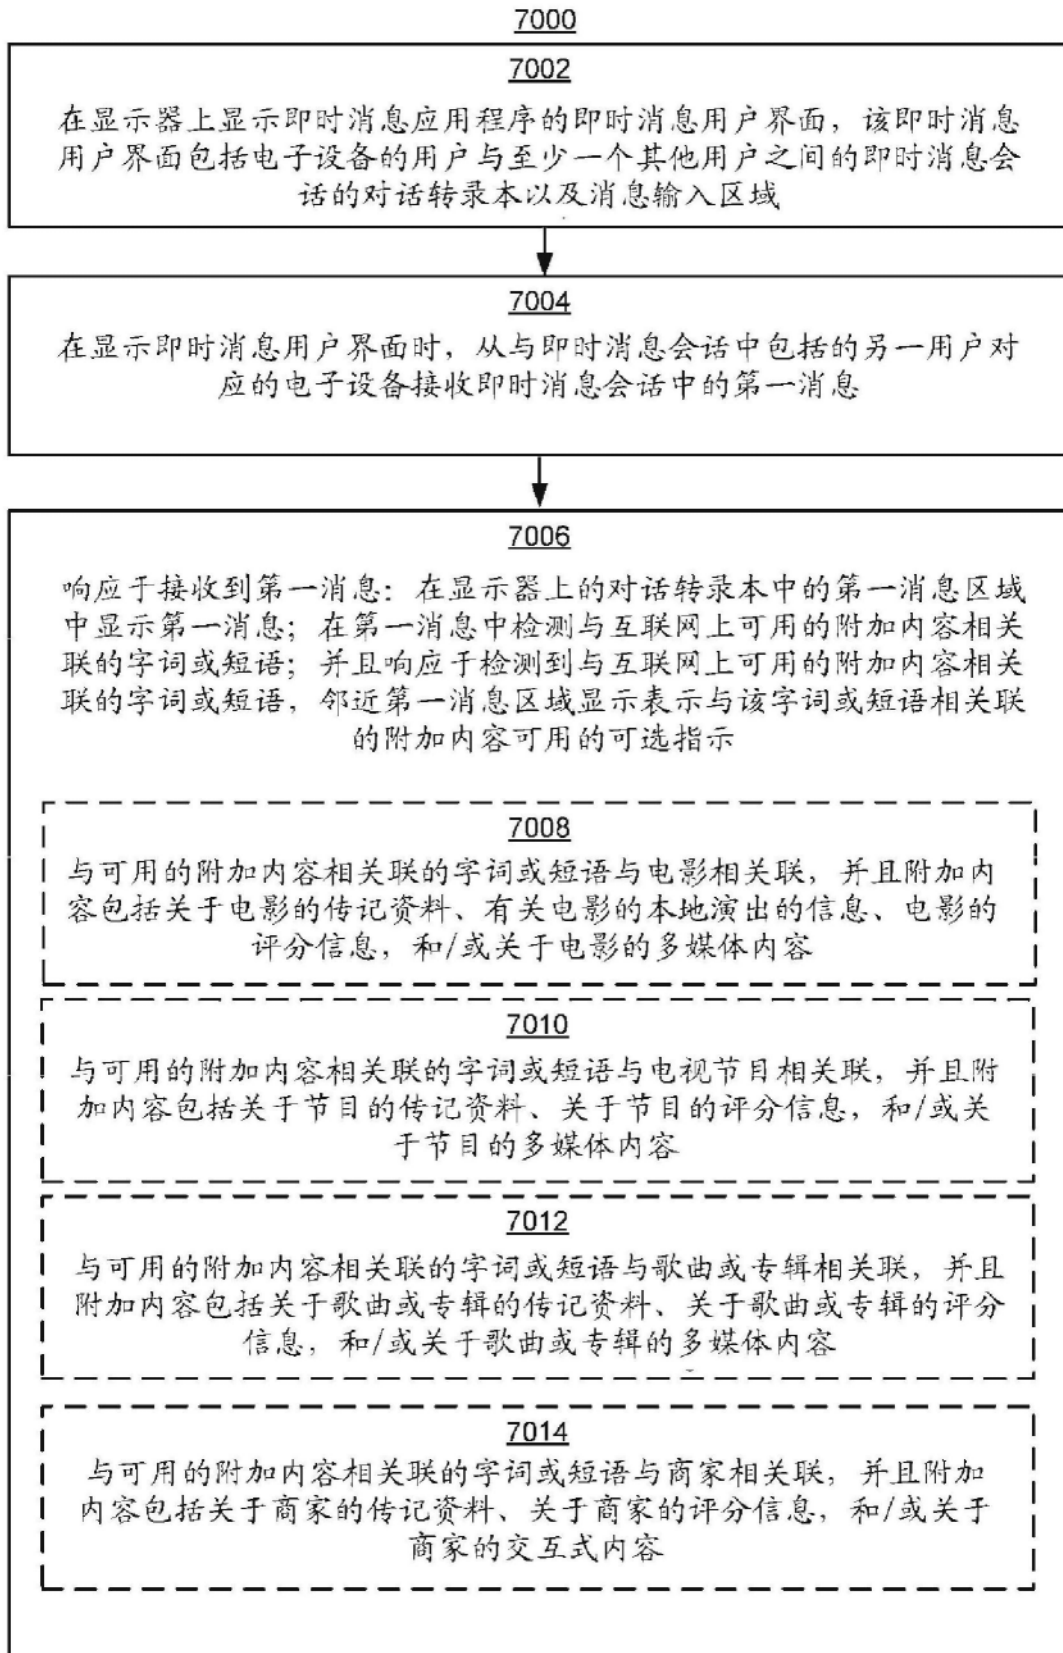 7000
7002
在显示器上显示即时消息应用程序的即时消息用户界面，该即时消息
用户界面包括电子设备的用户与至少一个其他用户之间的即时消息会
话的对话转录本以及消息输入区域
7004
在显示即时消息用户界面时，从与即时消息会话中包括的另一用户对
应的电子设备接收即时消息会话中的第一消息
7006
响应于接收到第一消息：在显示器上的对话转录本中的第一消息区域
中显示第一消息；在第一消息中检测与互联网上可用的附加内容相关
联的字词或短语；并且响应于检测到与互联网上可用的附加内容相关
联的字词或短语，邻近第一消息区域显示表示与该字词或短语相关联
的附加内容可用的可选指示
7008
与可用的附加内容相关联的字词或短语与电影相关联，并且附加内
容包括关于电影的传记资料、有关电影的本地演出的信息、电影的
评分信息，和/或关于电影的多媒体内容
7010
与可用的附加内容相关联的字词或短语与电视节目相关联，并且附
加内容包括关于节目的传记资料、关于节目的评分信息，和/或关
于节目的多媒体内容
7012
与可用的附加内容相关联的字词或短语与歌曲或专辑相关联，并且
附加内容包括关于歌曲或专辑的传记资料、关于歌曲或专辑的评分
信息，和/或关于歌曲或专辑的多媒体内容
7014
与可用的附加内容相关联的字词或短语与商家相关联，并且附加
内容包括关于商家的传记资料、关于商家的评分信息，和/或关于
商家的交互式内容